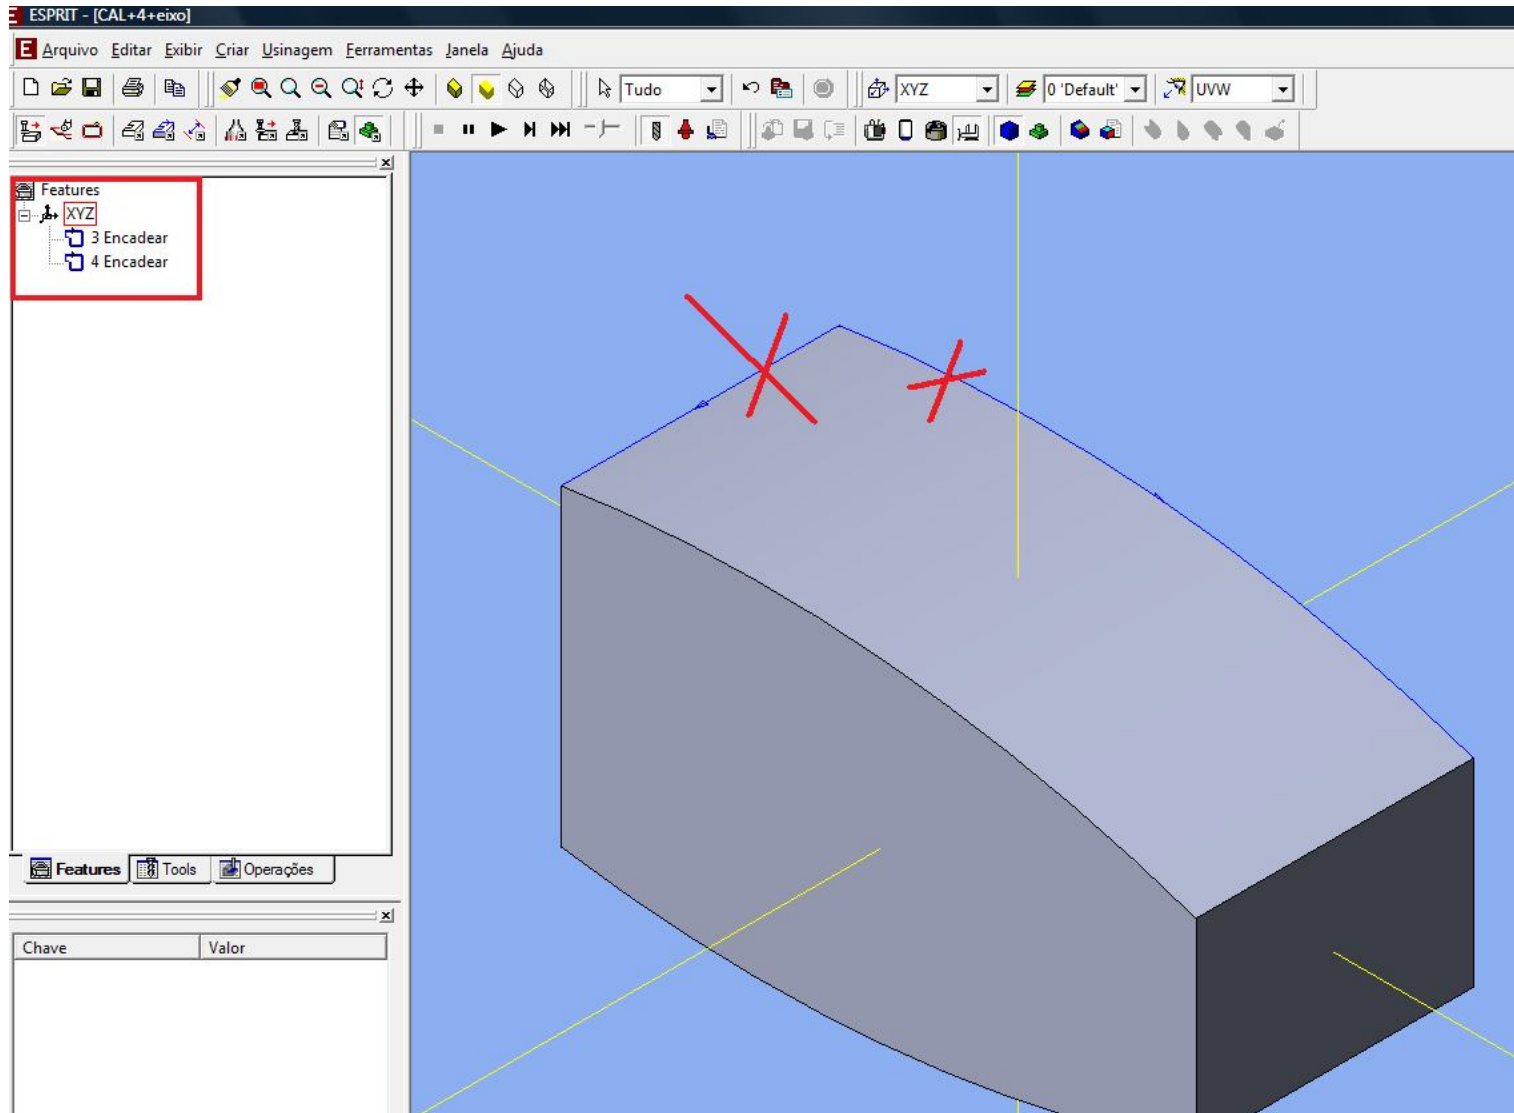 ESPRIT - [CAL+4+eixo]
Arquivo Editar Exibir Criar Usinagem Ferramentas Janela Ajuda
Tudo XYZ 0 'Default' UVW
Features
XYZ
3 Encadear
4 Encadear
Features Tools Operações
Chave Valor